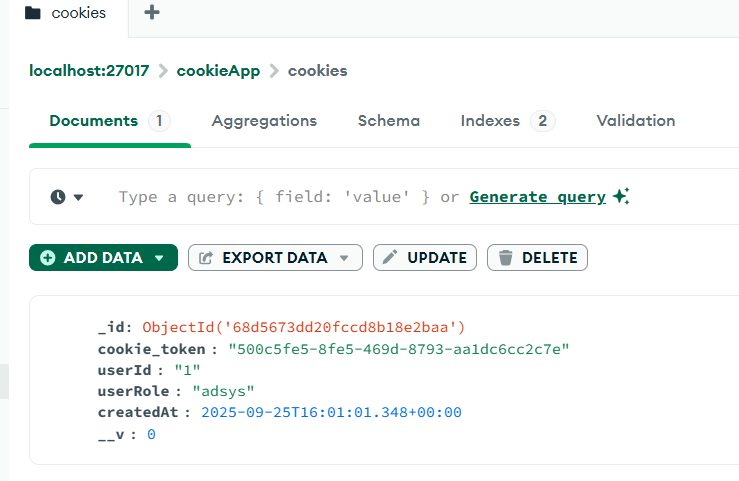 cookies
localhost:27017 > cookieApp > cookies
Documents 1 Aggregations Schema Indexes 2 Validation
Type a query: { field: 'value' } or Generate query
ADD DATA EXPORT DATA UPDATE DELETE
_id: ObjectId('68d5673dd20fccd8b18e2baa')
cookie_token : "500c5fe5-8fe5-469d-8793-aa1dc6cc2c7e"
userId : "1"
userRole : "adsys"
createdAt : 2025-09-25T16:01:01.348+00:00
__v : 0